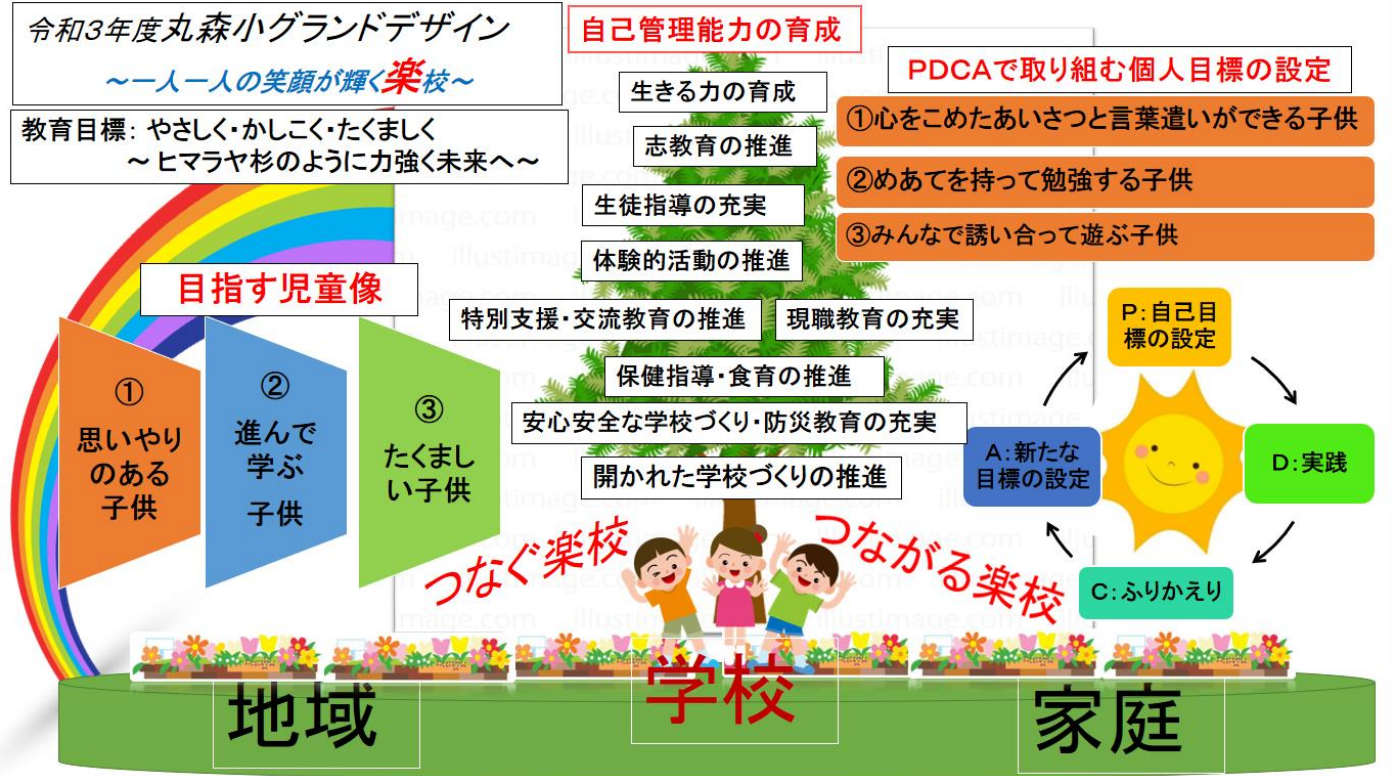 令和3年度丸森小グランドデザイン
～一人一人の笑顔が輝く楽校～
教育目標： やさしく・かしこく・たくましく
～ ヒマラヤ杉のように力強く未来へ～
目指す児童像
①
思いやり
のある
子供
②
進んで
学ぶ
子供
③
たくまし
い子供
自己管理能力の育成
生きる力の育成
志教育の推進
生徒指導の充実
体験的活動の推進
特別支援・交流教育の推進
現職教育の充実
保健指導・食育の推進
安心安全な学校づくり・防災教育の充実
開かれた学校づくりの推進
PDCAで取り組む個人目標の設定
①心をこめたあいさつと言葉遣いができる子供
②めあてを持って勉強する子供
③みんなで誘い合って遊ぶ子供
P：自己目
標の設定
D：実践
C：ふりかえり
A：新たな
目標の設定
つなぐ楽校
つながる楽校
地域
学校
家庭